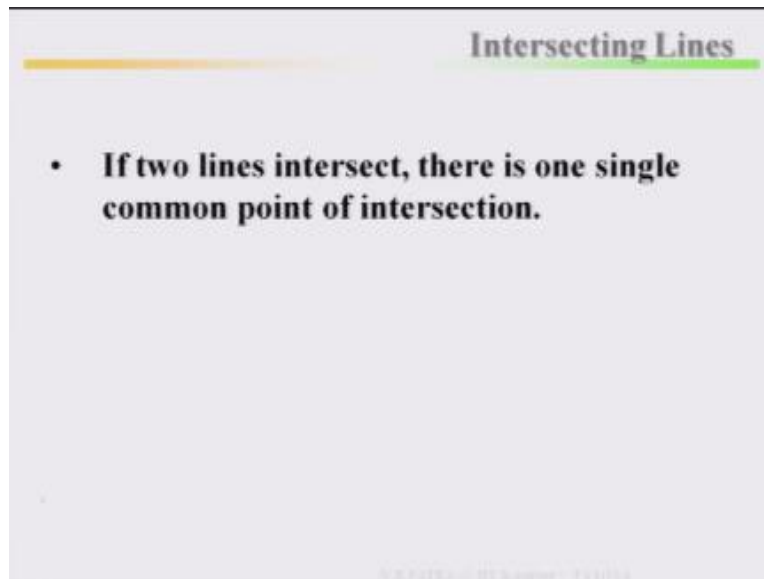 Intersecting Lines
• If two lines intersect, there is one single
common point of intersection.